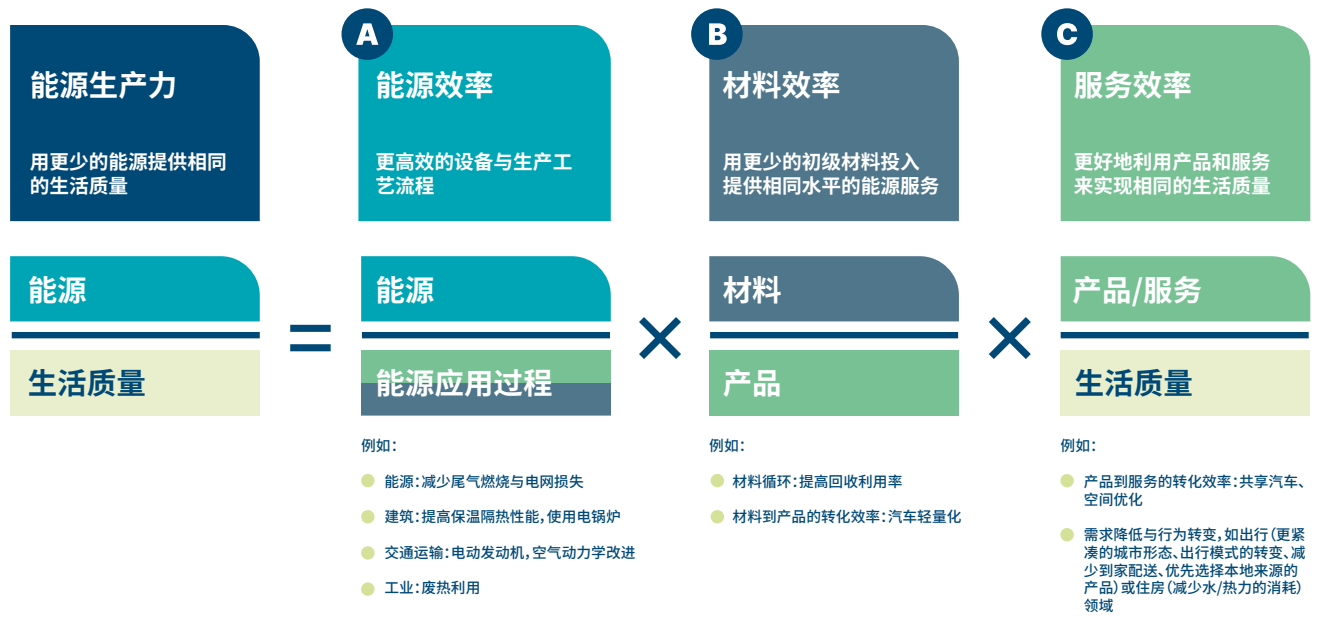 能源生产力
用更少的能源提供相同
的生活质量
A
能源效率
更高效的设备与生产工
艺流程
B
材料效率
用更少的初级材料投入
提供相同水平的能源服务
C
服务效率
更好地利用产品和服务
来实现相同的生活质量
能源
生活质量
=
能源
能源应用过程
×
材料
产品
×
产品/服务
生活质量
例如：
能源：减少尾气燃烧与电网损失
建筑：提高保温隔热性能，使用电锅炉
交通运输：电动发动机，空气动力学改进
工业：废热利用
例如：
材料循环：提高回收利用率
材料到产品的转化效率：汽车轻量化
例如：
产品到服务的转化效率：共享汽车、
空间优化
需求降低与行为转变，如出行（更紧
凑的城市形态、出行模式的转变、减
少到家配送、优先选择本地来源的
产品）或住房（减少水/热力的消耗）
领域